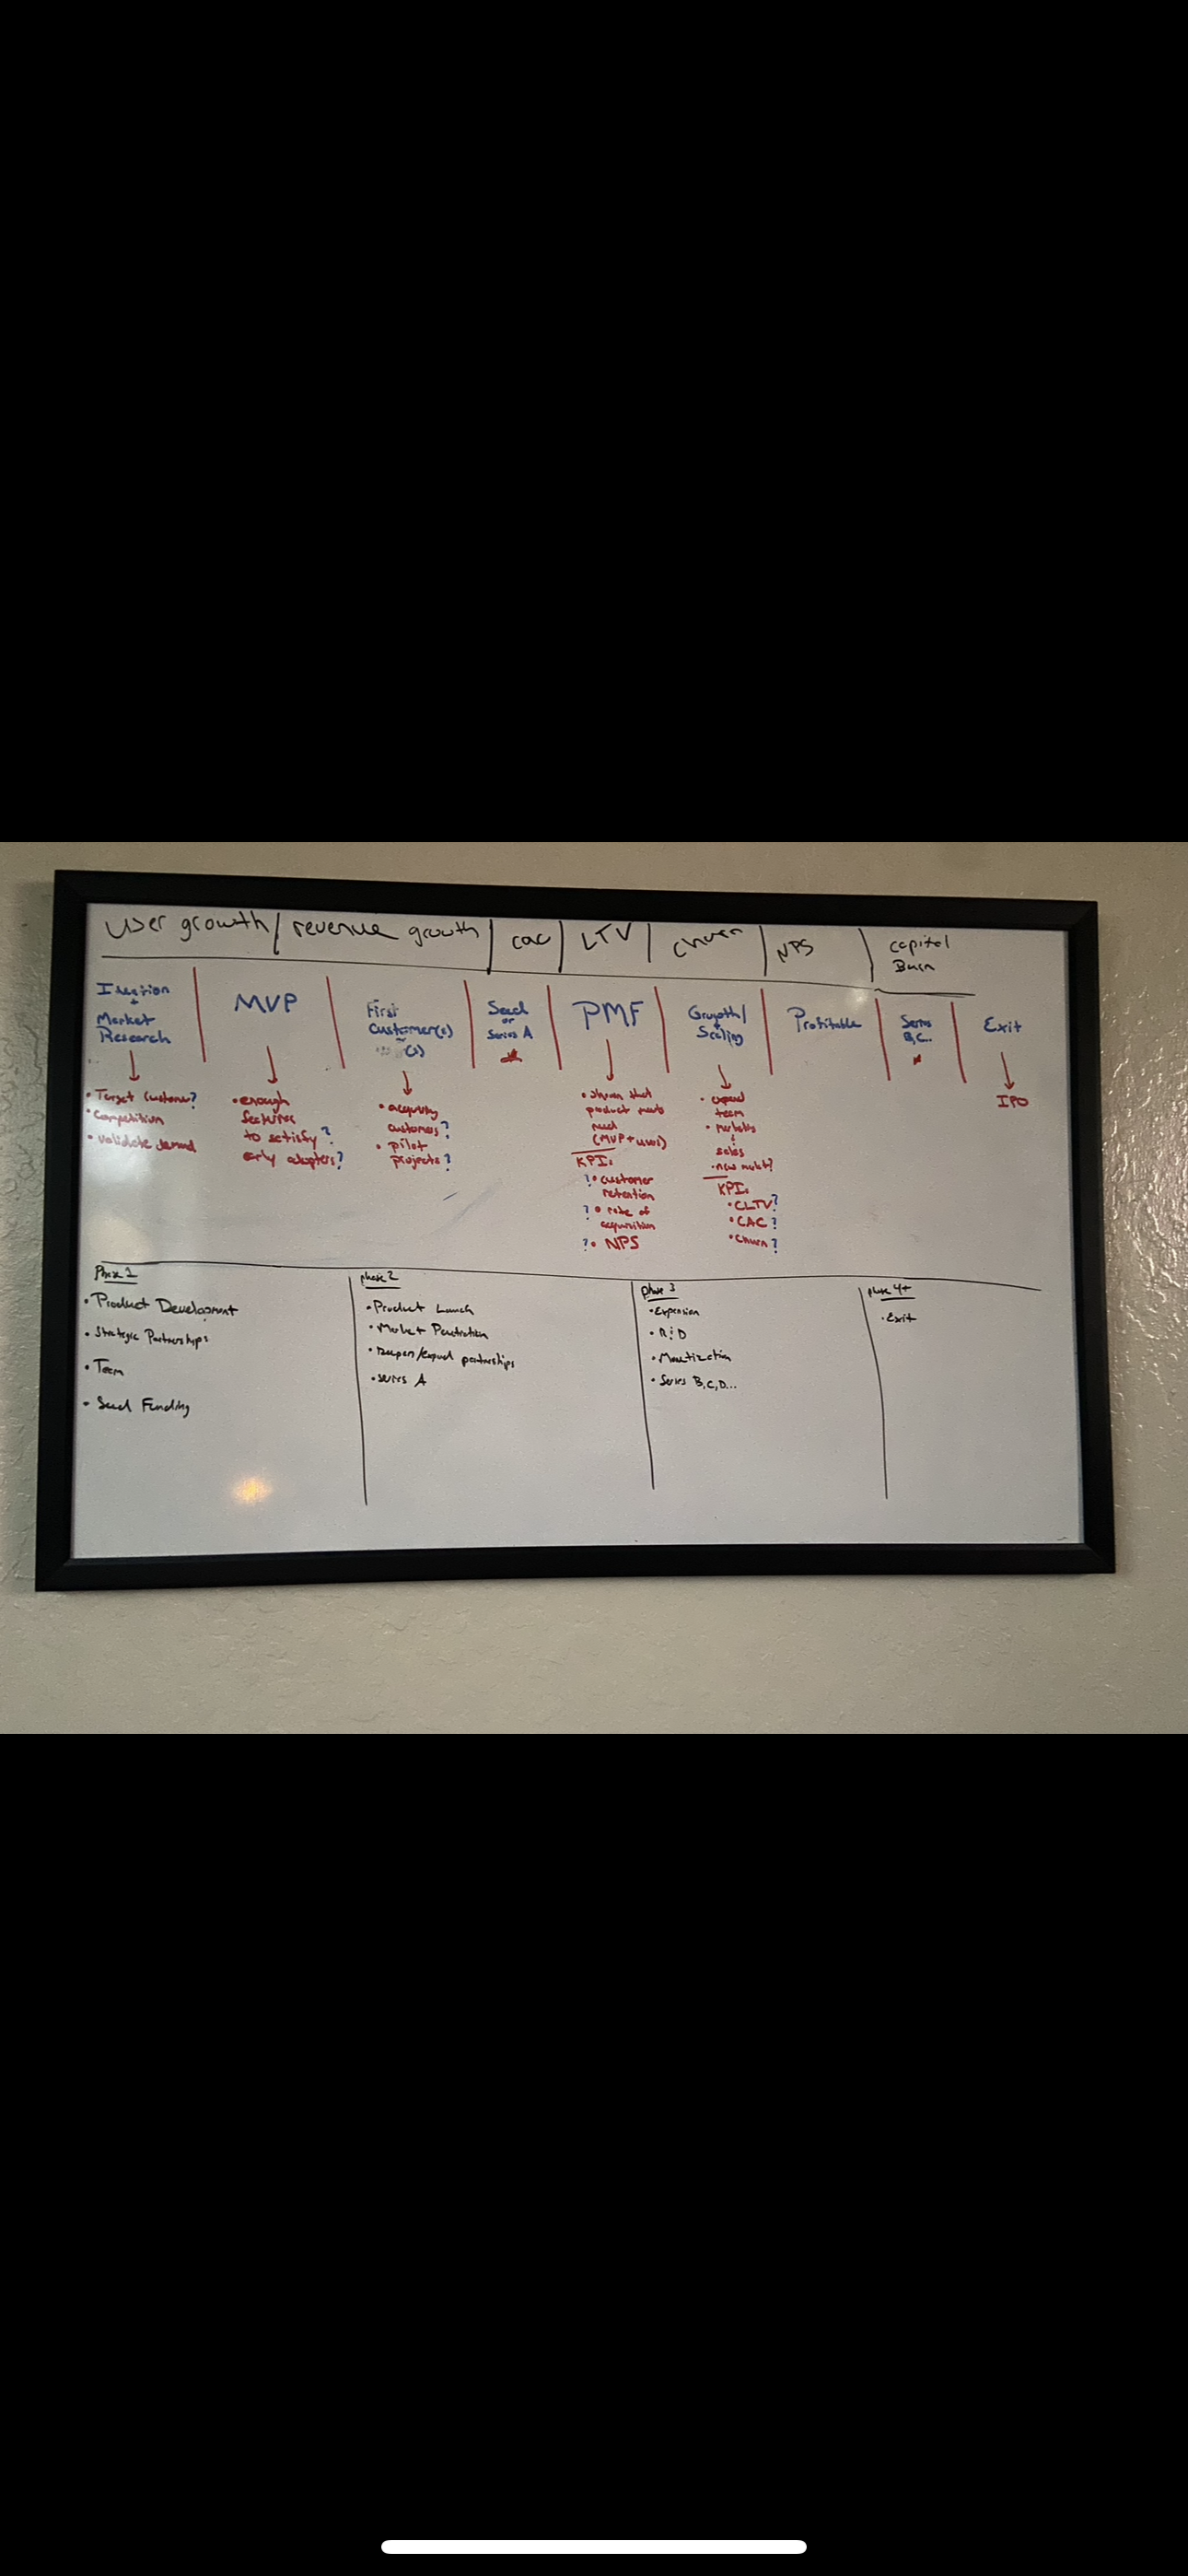 User growth / revenue growth | CAC | LTV | Churn | NPS | Capital
Burn
Ideation
+
Market
Research
• Target Customer?
• Competition
• Validate demand
MVP
• enough
features
to satisfy?
early adopters?
First
Customer(s)
(s)
• acquiring
customers?
• pilot
projects?
Seed
or
Series A
PMF
• shown that
product meets
need
(MVP + users)
KPI:
? • customer
retention
? • rate of
acquisition
? • NPS
Growth/
Scaling
• expand
team
•
sales
• new market?
KPI:
• CLTV?
• CAC?
• Churn?
Profitable
Series
B,C..
Exit
IPO
Phase 1
• Product Development
• Strategic Partnerships
• Team
• Seed Funding
phase 2
• Product Launch
• Market Penetration
• Deepen/expand partnerships
• Series A
phase 3
• Expansion
• R&D
• Monetization
• Series B,C,D...
phase 4+
• Exit